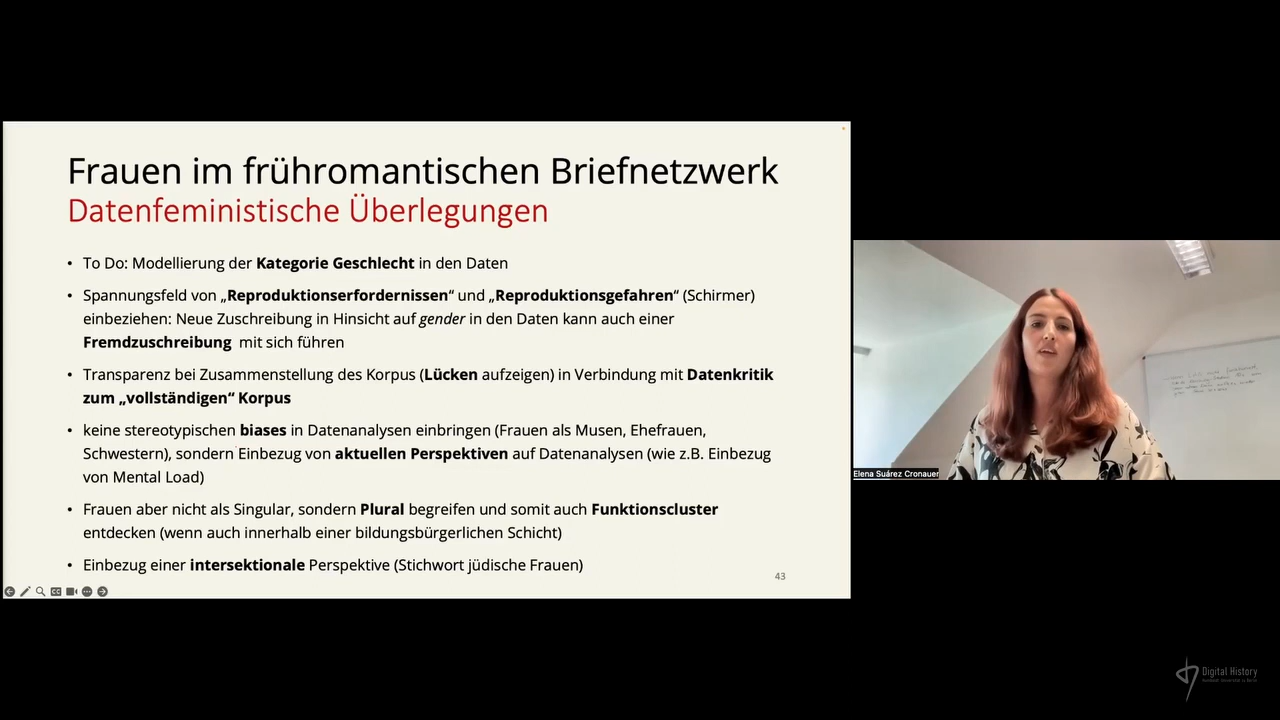 Frauen im frühromantischen Briefnetzwerk
Datenfeministische Überlegungen
• To Do: Modellierung der Kategorie Geschlecht in den Daten
• Spannungsfeld von „Reproduktionserfordernissen“ und „Reproduktionsgefahren“ (Schirmer)
einbeziehen: Neue Zuschreibung in Hinsicht auf gender in den Daten kann auch einer
Fremdzuschreibung mit sich führen
• Transparenz bei Zusammenstellung des Korpus (Lücken aufzeigen) in Verbindung mit Datenkritik
zum „vollständigen“ Korpus
• keine stereotypischen biases in Datenanalysen einbringen (Frauen als Musen, Ehefrauen,
Schwestern), sondern Einbezug von aktuellen Perspektiven auf Datenanalysen (wie z.B. Einbezug
von Mental Load)
• Frauen aber nicht als Singular, sondern Plural begreifen und somit auch Funktionscluster
entdecken (wenn auch innerhalb einer bildungsbürgerlichen Schicht)
• Einbezug einer intersektionale Perspektive (Stichwort jüdische Frauen)
43
Elena Suárez Cronauer
Digital History
Humboldt-Universität zu Berlin